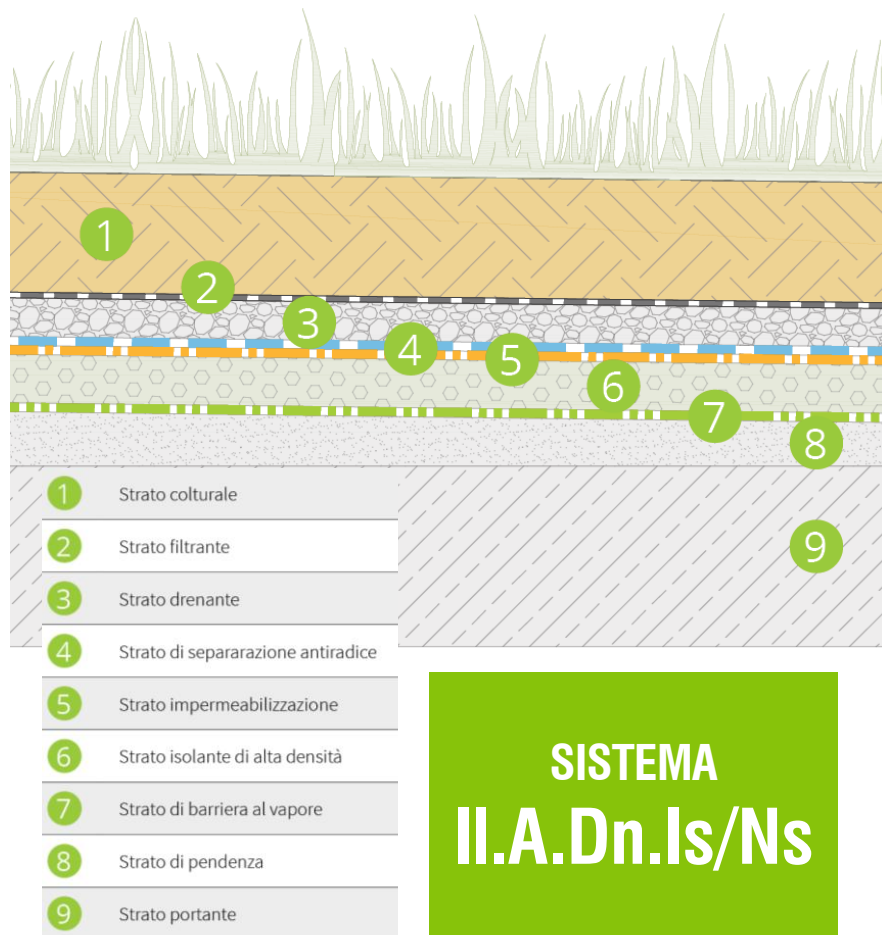 1
2
3
4
5
6
7
8
9
1 Strato colturale
2 Strato filtrante
3 Strato drenante
4 Strato di separarazione antiradice
5 Strato impermeabilizzazione
6 Strato isolante di alta densità
7 Strato di barriera al vapore
8 Strato di pendenza
9 Strato portante
SISTEMA
II.A.Dn.Is/Ns